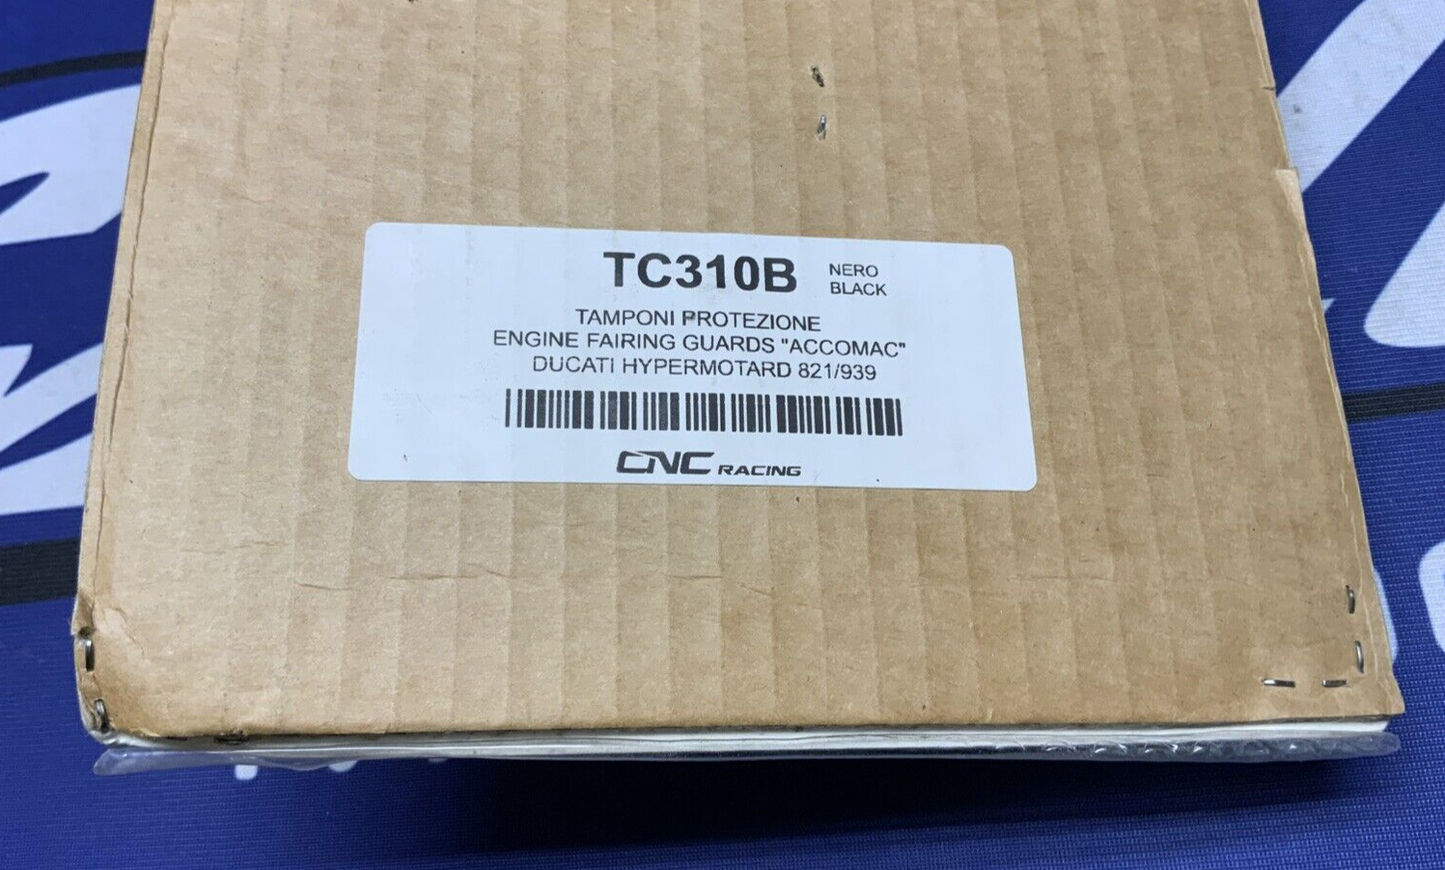 TC310B
NERO
BLACK
TAMPONI PROTEZIONE
ENGINE FAIRING GUARDS "ACCOMAC"
DUCATI HYPERMOTARD 821/939
CNC RACING